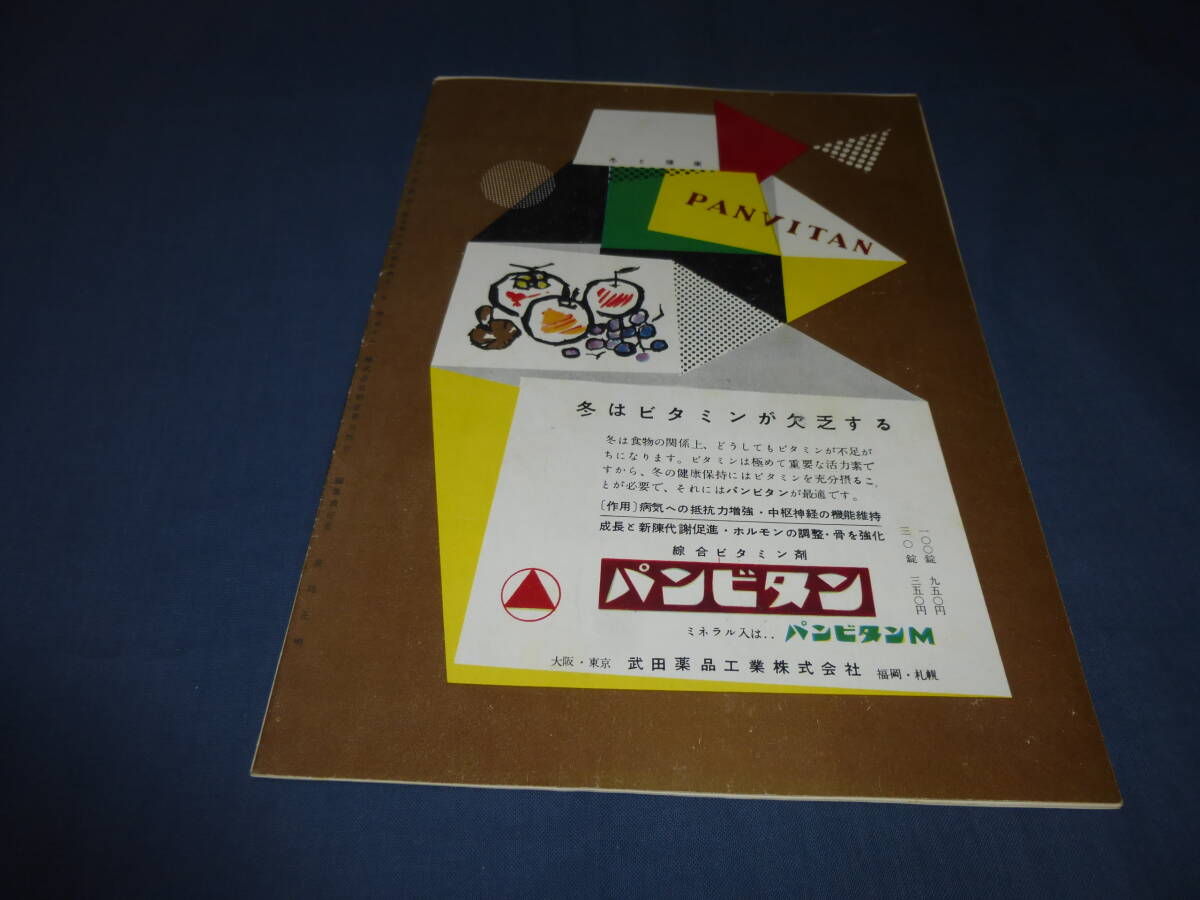 冬と健康
PANVITAN
冬はビタミンが欠乏する
冬は食物の関係上、どうしてもビタミンが不足が
ちになります。ビタミンは極めて重要な活力素で
すから、冬の健康保持にはビタミンを充分摂るこ
とが必要で、それにはパンビタンが最適です。
〔作用〕病気への抵抗力増強・中枢神経の機能維持
成長と新陳代謝促進・ホルモンの調整・骨を強化
一〇〇錠 九五〇円
三〇錠 三五〇円
綜合ビタミン剤
パンビタン
ミネラル入は‥パンビタンM
大阪・東京 武田薬品工業株式会社 福岡・札幌